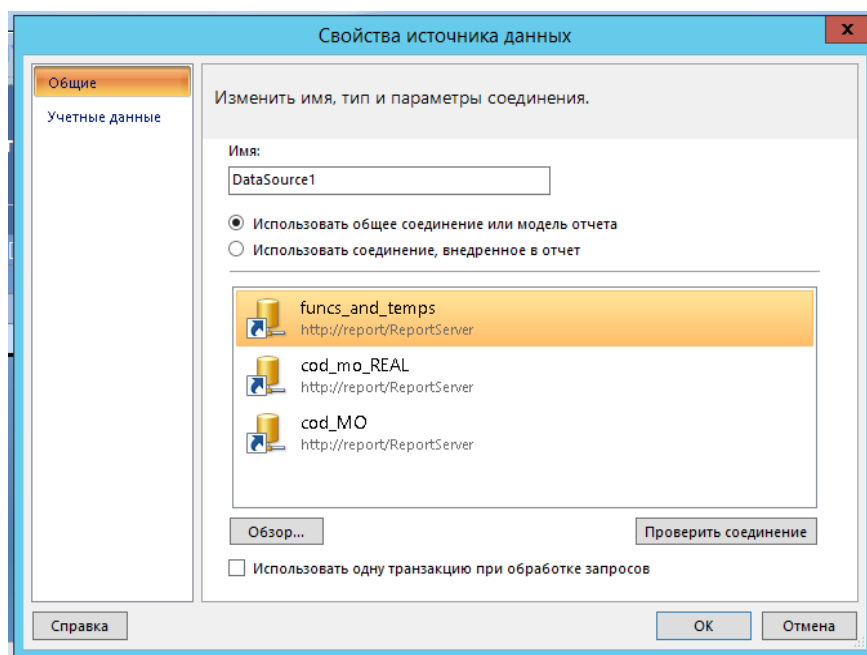 Свойства источника данных
x
Общие
Учетные данные
Изменить имя, тип и параметры соединения.
Имя:
DataSource1
Использовать общее соединение или модель отчета
Использовать соединение, внедренное в отчет
funcs_and_temps
http://report/ReportServer
cod_mo_REAL
http://report/ReportServer
cod_MO
http://report/ReportServer
Обзор...
Проверить соединение
Использовать одну транзакцию при обработке запросов
Справка
ОК
Отмена